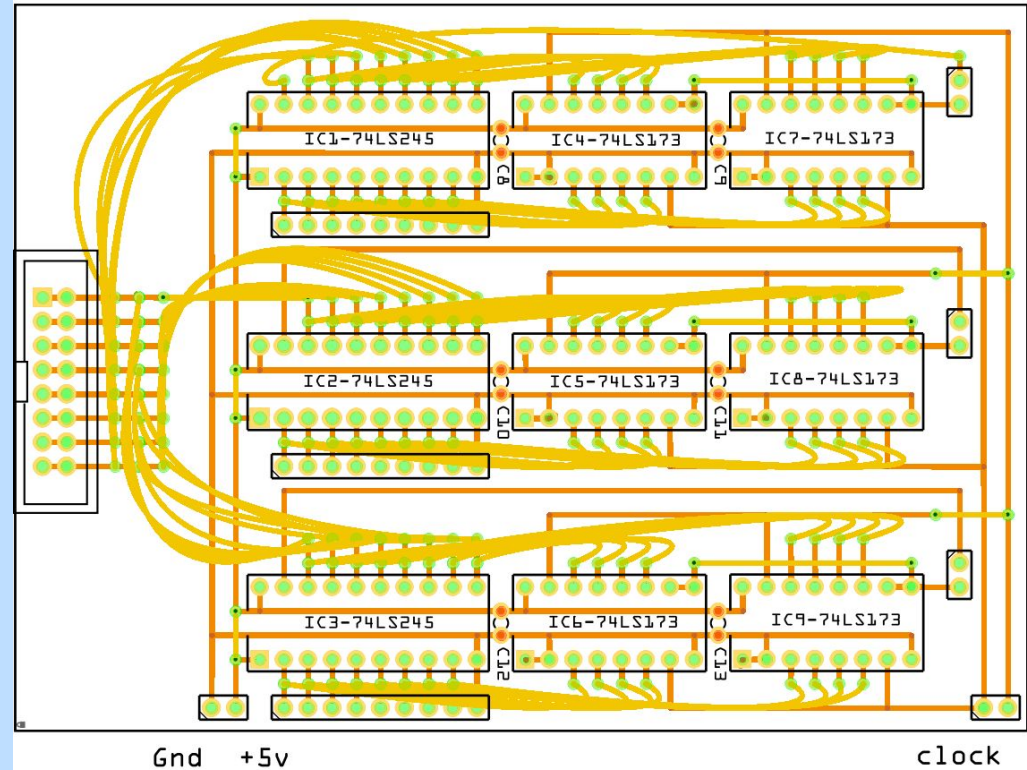 IC1-74LS245
IC4-74LS173
IC7-74LS173
C8
C9
IC2-74LS245
IC5-74LS173
IC8-74LS173
C10
C11
IC3-74LS245
IC6-74LS173
IC9-74LS173
C12
C13
Gnd +5v
clock